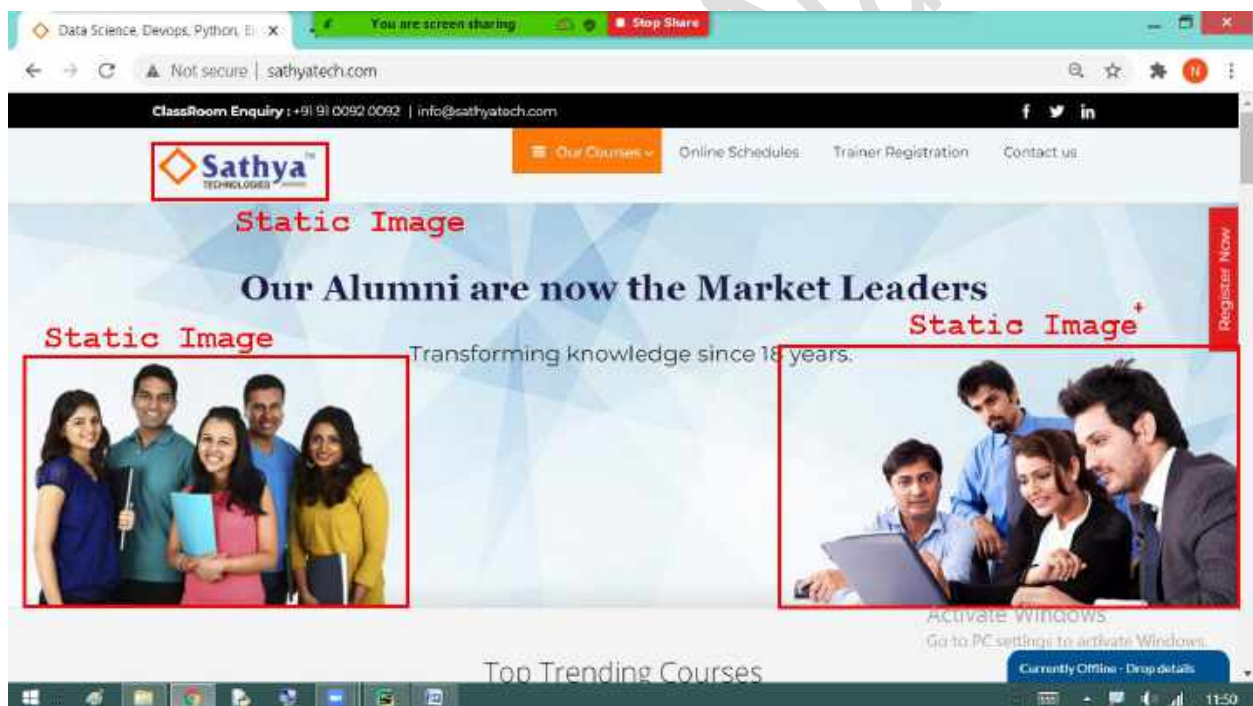 Data Science, Devops, Python, E
You are screen sharing
Stop Share
Not secure | sathyatech.com
N
ClassRoom Enquiry : +91 91 0092 0092 | info@sathyatech.com
f in
Sathya™
TECHNOLOGIES
Our Courses
Online Schedules
Trainer Registration
Contact us
Static Image
Register Now
Our Alumni are now the Market Leaders
Static Image
Static Image
Transforming knowledge since 18 years.
Activate Windows
Go to PC settings to activate Windows.
Top Trending Courses
Currently Offline - Drop details
11:50